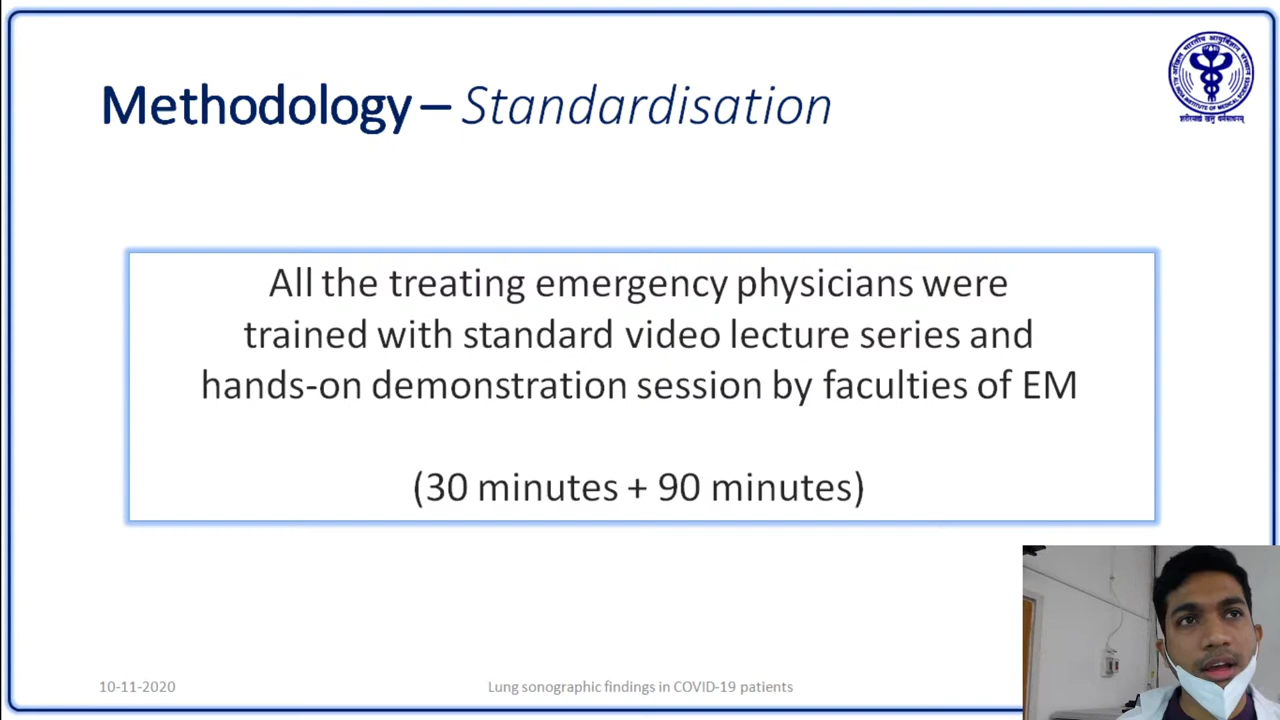 Methodology – Standardisation
All the treating emergency physicians were
trained with standard video lecture series and
hands-on demonstration session by faculties of EM
(30 minutes + 90 minutes)
10-11-2020
Lung sonographic findings in COVID-19 patients